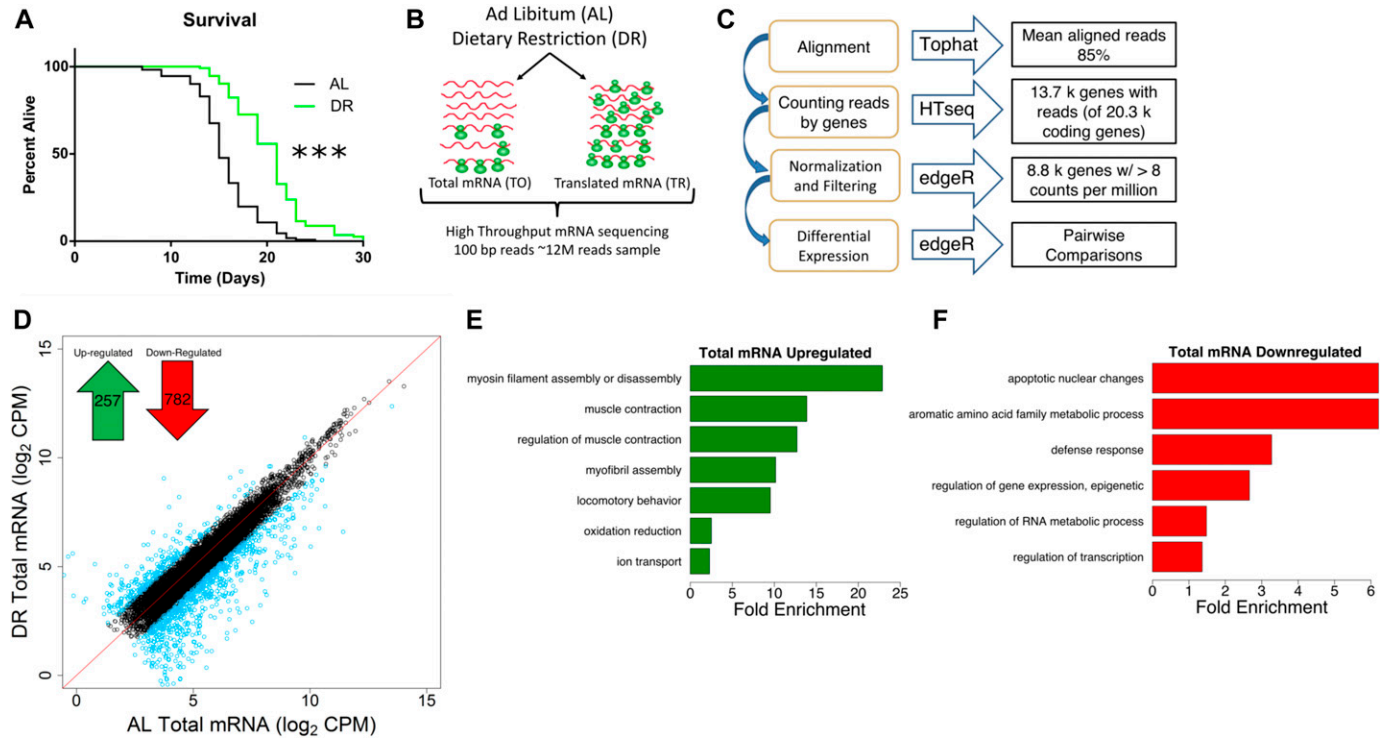 A
Survival
Percent Alive
100
50
0
0
10
20
30
Time (Days)
AL
DR
***
B
Ad Libitum (AL)
Dietary Restriction (DR)
Total mRNA (TO)
Translated mRNA (TR)
High Throughput mRNA sequencing
100 bp reads ~12M reads sample
C
Alignment
Tophat
Mean aligned reads
85%
Counting reads
by genes
HTseq
13.7 k genes with
reads (of 20.3 k
coding genes)
Normalization
and Filtering
edgeR
8.8 k genes w/ > 8
counts per million
Differential
Expression
edgeR
Pairwise
Comparisons
D
Up-regulated
Down-Regulated
257
782
DR Total mRNA (log2 CPM)
15
10
5
0
0
5
10
15
AL Total mRNA (log2 CPM)
E
Total mRNA Upregulated
myosin filament assembly or disassembly
muscle contraction
regulation of muscle contraction
myofibril assembly
locomotory behavior
oxidation reduction
ion transport
0
5
10
15
20
25
Fold Enrichment
F
Total mRNA Downregulated
apoptotic nuclear changes
aromatic amino acid family metabolic process
defense response
regulation of gene expression, epigenetic
regulation of RNA metabolic process
regulation of transcription
0
1
2
3
4
5
6
Fold Enrichment